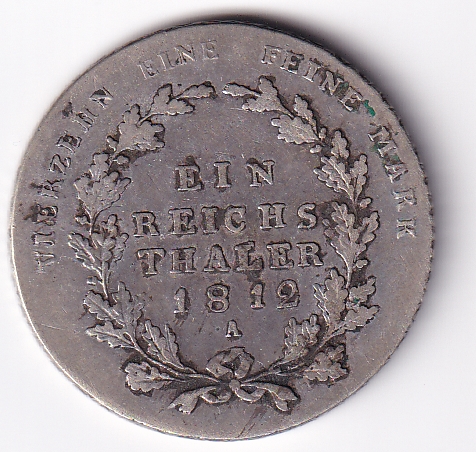 VIERZEHN EINE FEINE MARK
EIN
REICHS
THALER
1812
A